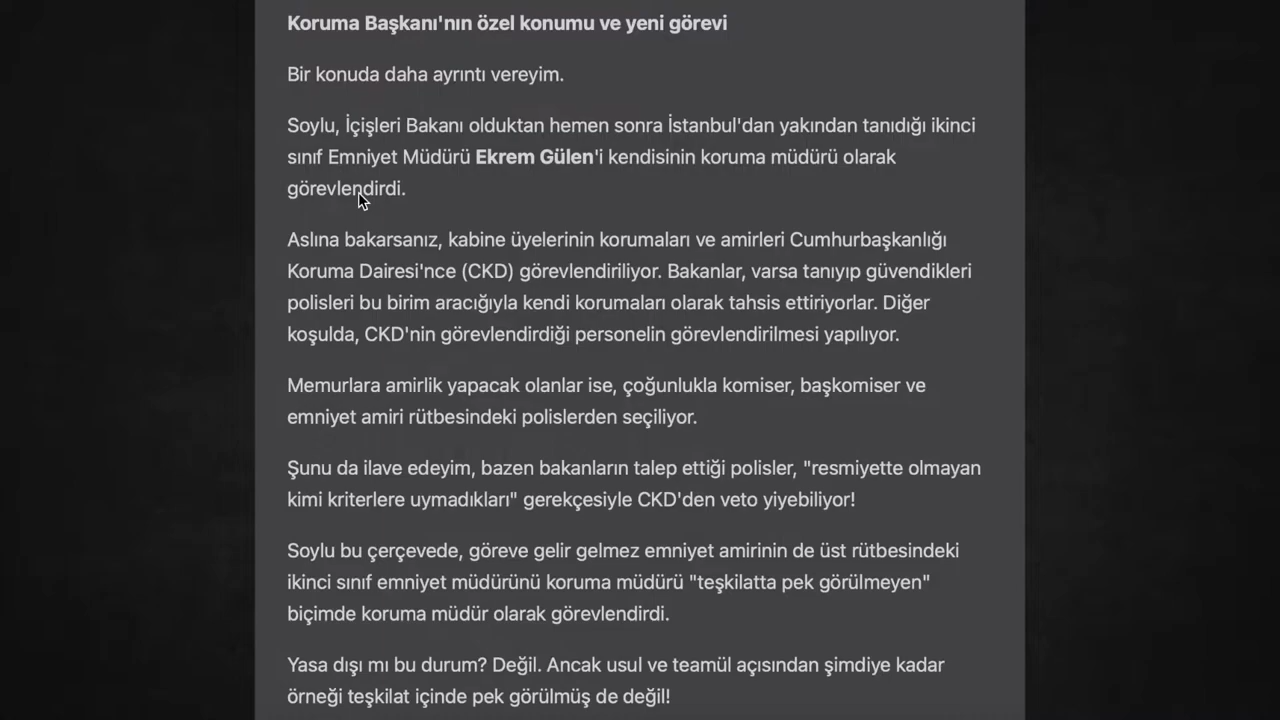 Koruma Başkanı'nın özel konumu ve yeni görevi
Bir konuda daha ayrıntı vereyim.
Soylu, İçişleri Bakanı olduktan hemen sonra İstanbul'dan yakından tanıdığı ikinci
sınıf Emniyet Müdürü Ekrem Gülen'i kendisinin koruma müdürü olarak
görevlendirdi.
Aslına bakarsanız, kabine üyelerinin korumaları ve amirleri Cumhurbaşkanlığı
Koruma Dairesi'nce (CKD) görevlendiriliyor. Bakanlar, varsa tanıyıp güvendikleri
polisleri bu birim aracığıyla kendi korumaları olarak tahsis ettiriyorlar. Diğer
koşulda, CKD'nin görevlendirdiği personelin görevlendirilmesi yapılıyor.
Memurlara amirlik yapacak olanlar ise, çoğunlukla komiser, başkomiser ve
emniyet amiri rütbesindeki polislerden seçiliyor.
Şunu da ilave edeyim, bazen bakanların talep ettiği polisler, "resmiyette olmayan
kimi kriterlere uymadıkları" gerekçesiyle CKD'den veto yiyebiliyor!
Soylu bu çerçevede, göreve gelir gelmez emniyet amirinin de üst rütbesindeki
ikinci sınıf emniyet müdürünü koruma müdürü "teşkilatta pek görülmeyen"
biçimde koruma müdür olarak görevlendirdi.
Yasa dışı mı bu durum? Değil. Ancak usul ve teamül açısından şimdiye kadar
örneği teşkilat içinde pek görülmüş de değil!